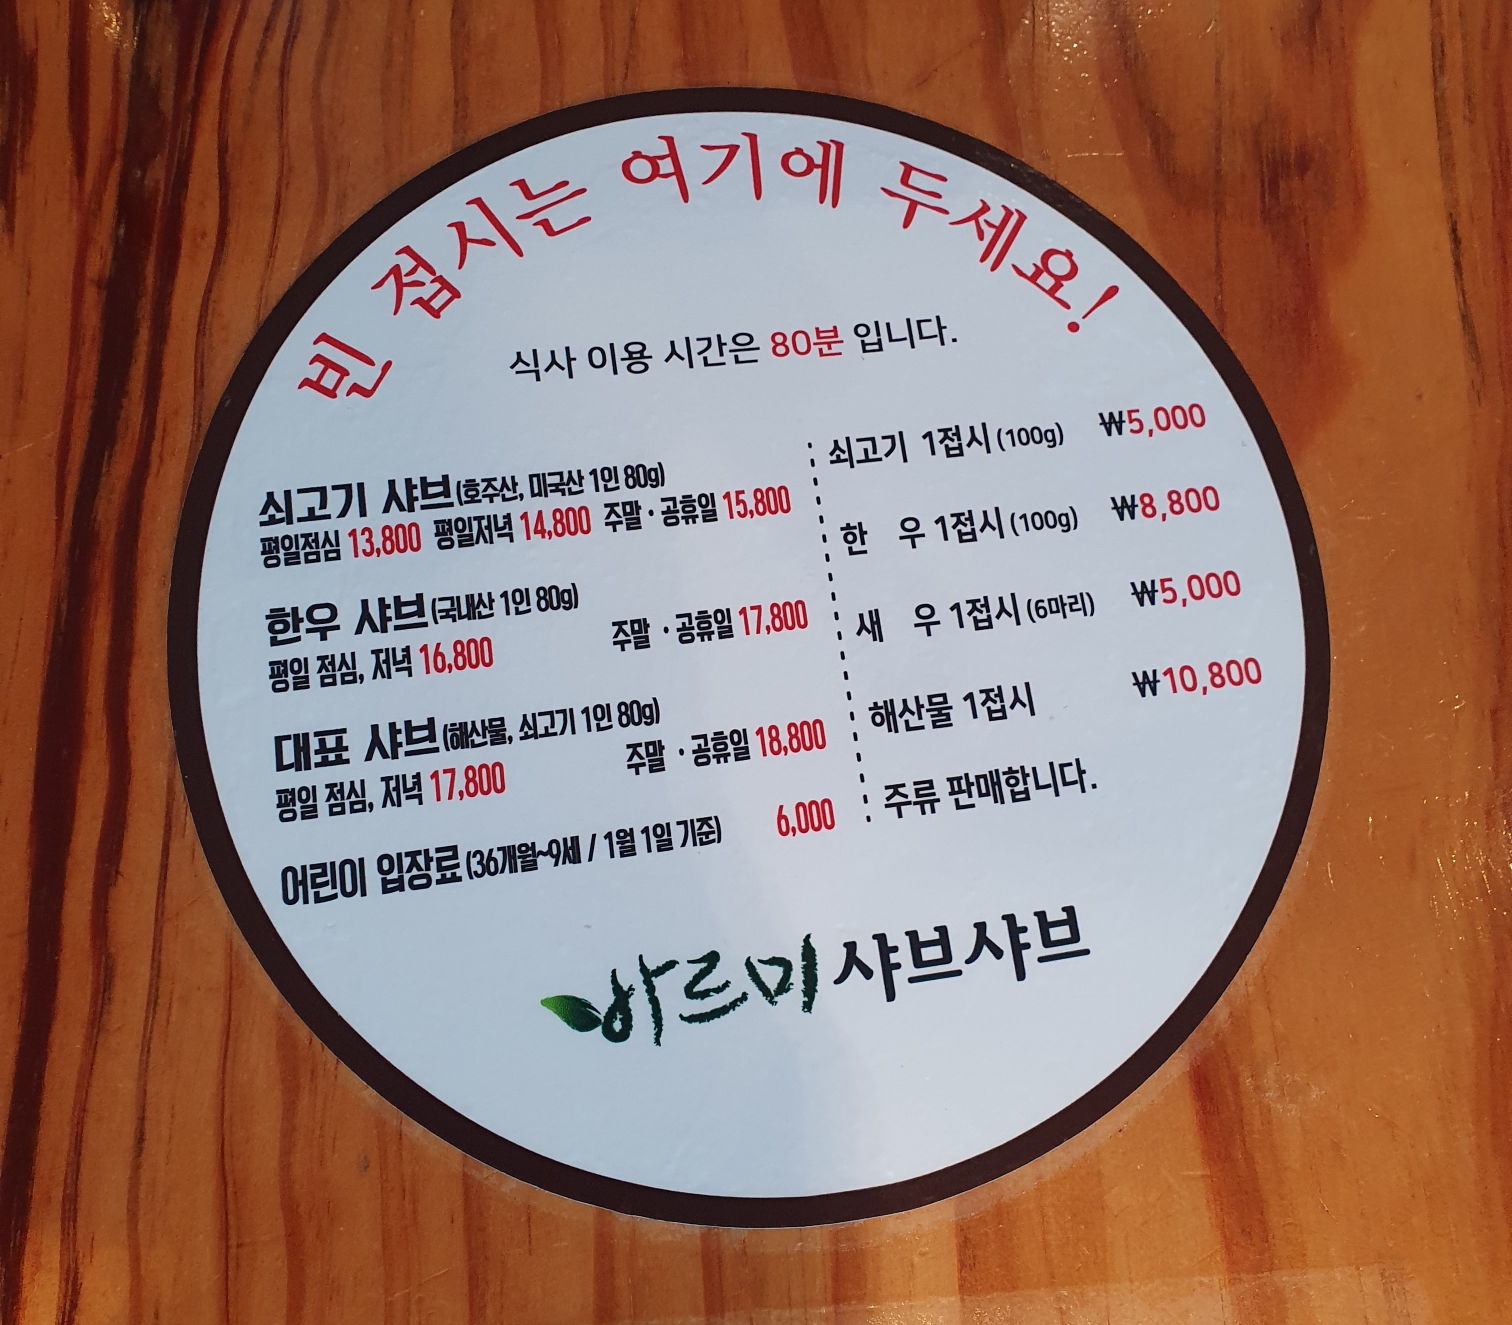 빈 접시는 여기에 두세요!
식사 이용 시간은 80분 입니다.
쇠고기 샤브(호주산, 미국산 1인 80g)
평일점심 13,800 평일저녁 14,800 주말·공휴일 15,800
한우 샤브(국내산 1인 80g)
평일 점심, 저녁 16,800 주말·공휴일 17,800
대표 샤브(해산물, 쇠고기 1인 80g)
평일 점심, 저녁 17,800 주말·공휴일 18,800
어린이 입장료(36개월~9세 / 1월 1일 기준) 6,000
쇠고기 1접시(100g) ₩5,000
한 우 1접시(100g) ₩8,800
새 우 1접시(6마리) ₩5,000
해산물 1접시 ₩10,800
주류 판매합니다.
바르미 샤브샤브